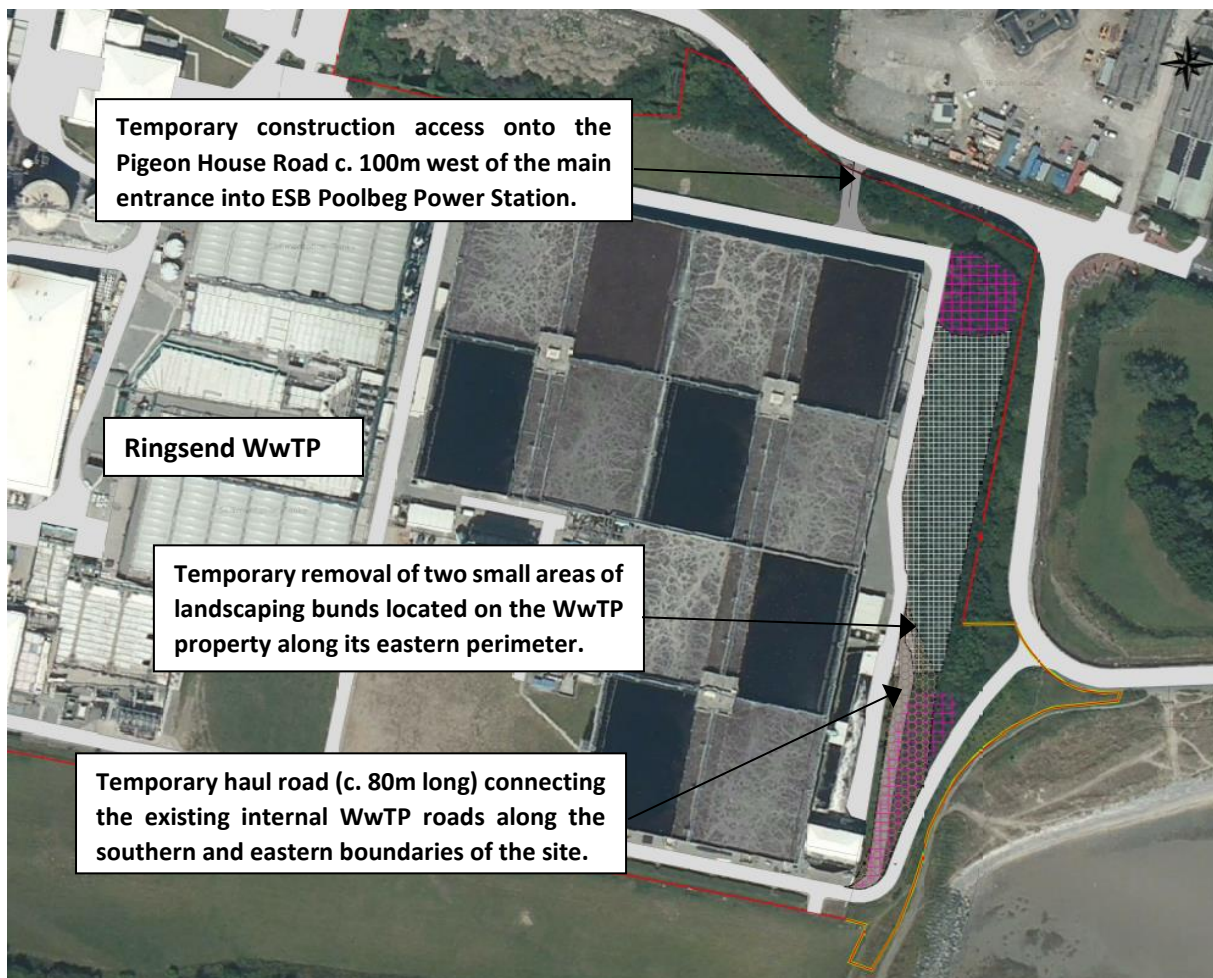 Temporary construction access onto the
Pigeon House Road c. 100m west of the main
entrance into ESB Poolbeg Power Station.
Ringsend WwTP
Temporary removal of two small areas of
landscaping bunds located on the WwTP
property along its eastern perimeter.
Temporary haul road (c. 80m long) connecting
the existing internal WwTP roads along the
southern and eastern boundaries of the site.